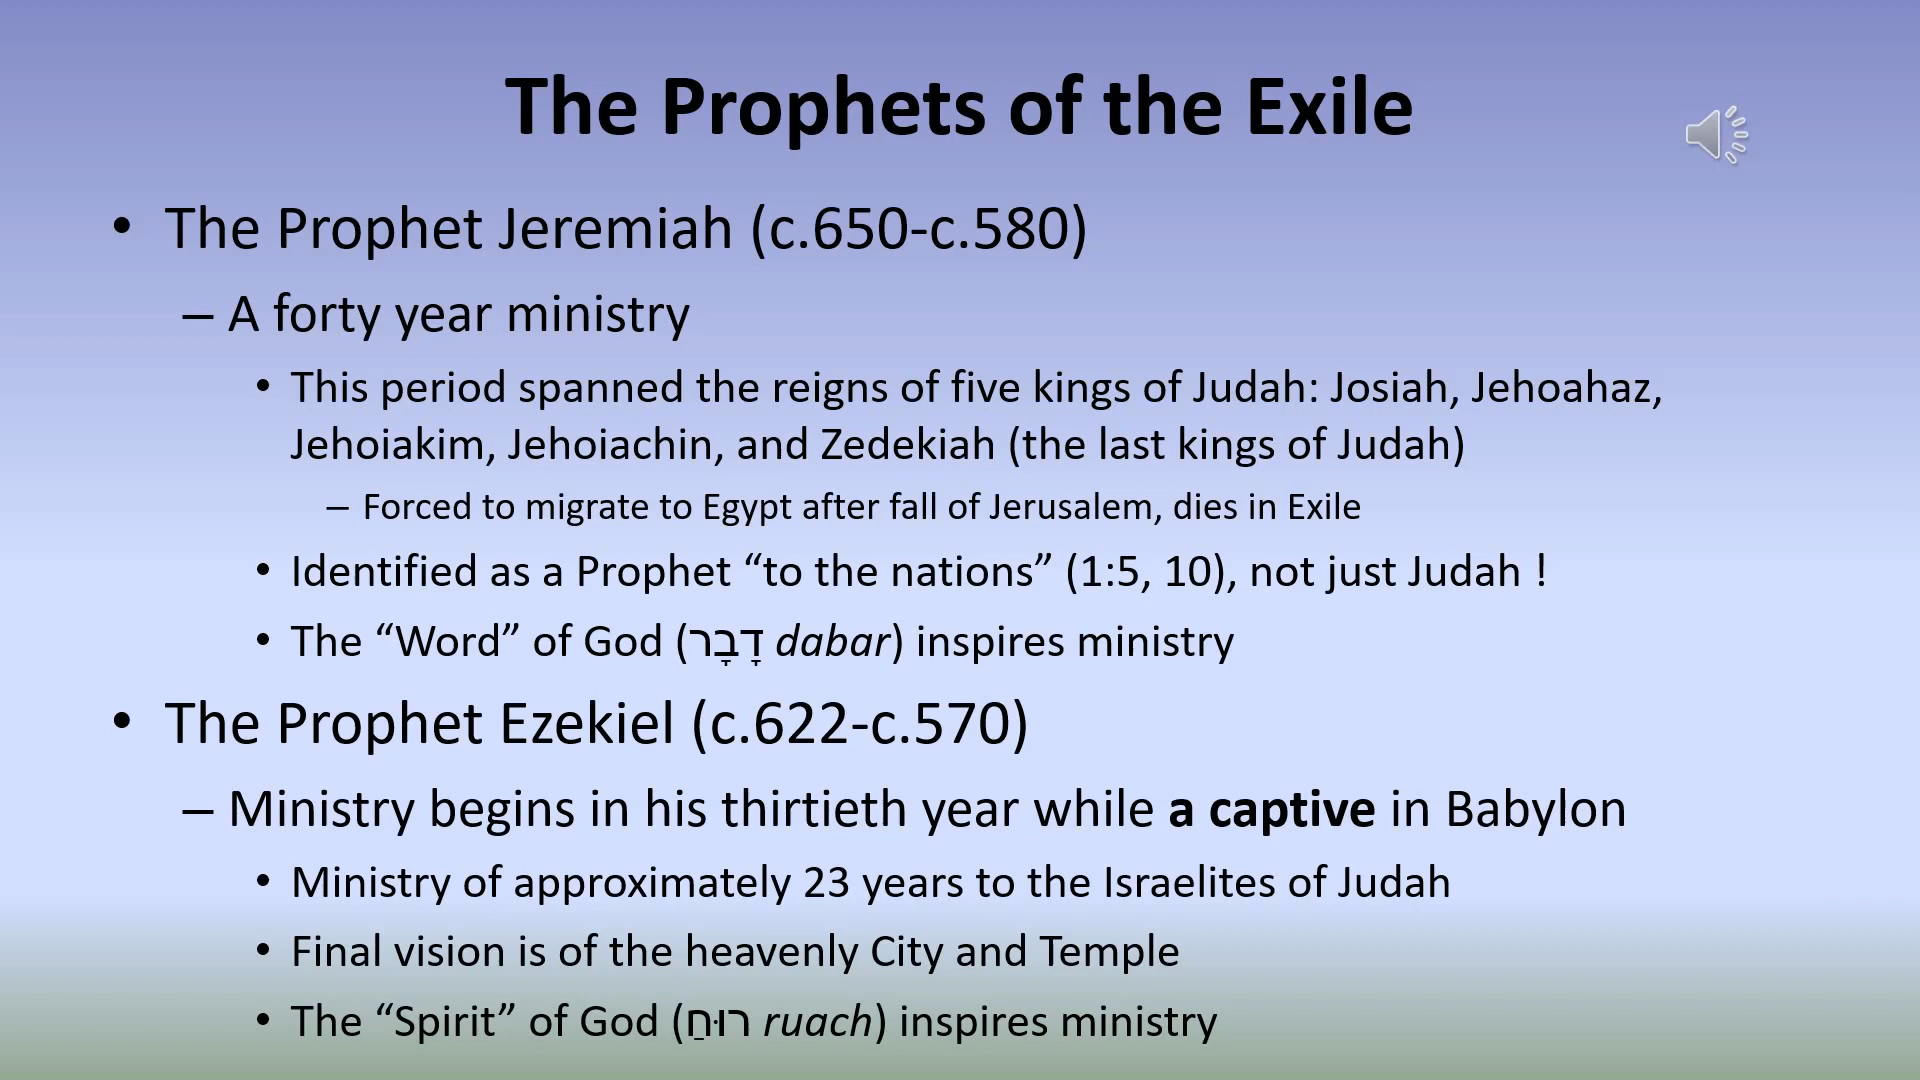 The Prophets of the Exile
• The Prophet Jeremiah (c.650-c.580)
– A forty year ministry
• This period spanned the reigns of five kings of Judah: Josiah, Jehoahaz,
Jehoiakim, Jehoiachin, and Zedekiah (the last kings of Judah)
– Forced to migrate to Egypt after fall of Jerusalem, dies in Exile
• Identified as a Prophet “to the nations” (1:5, 10), not just Judah !
• The “Word” of God (דָבָר dabar) inspires ministry
• The Prophet Ezekiel (c.622-c.570)
– Ministry begins in his thirtieth year while a captive in Babylon
• Ministry of approximately 23 years to the Israelites of Judah
• Final vision is of the heavenly City and Temple
• The “Spirit” of God (רוּחַ ruach) inspires ministry